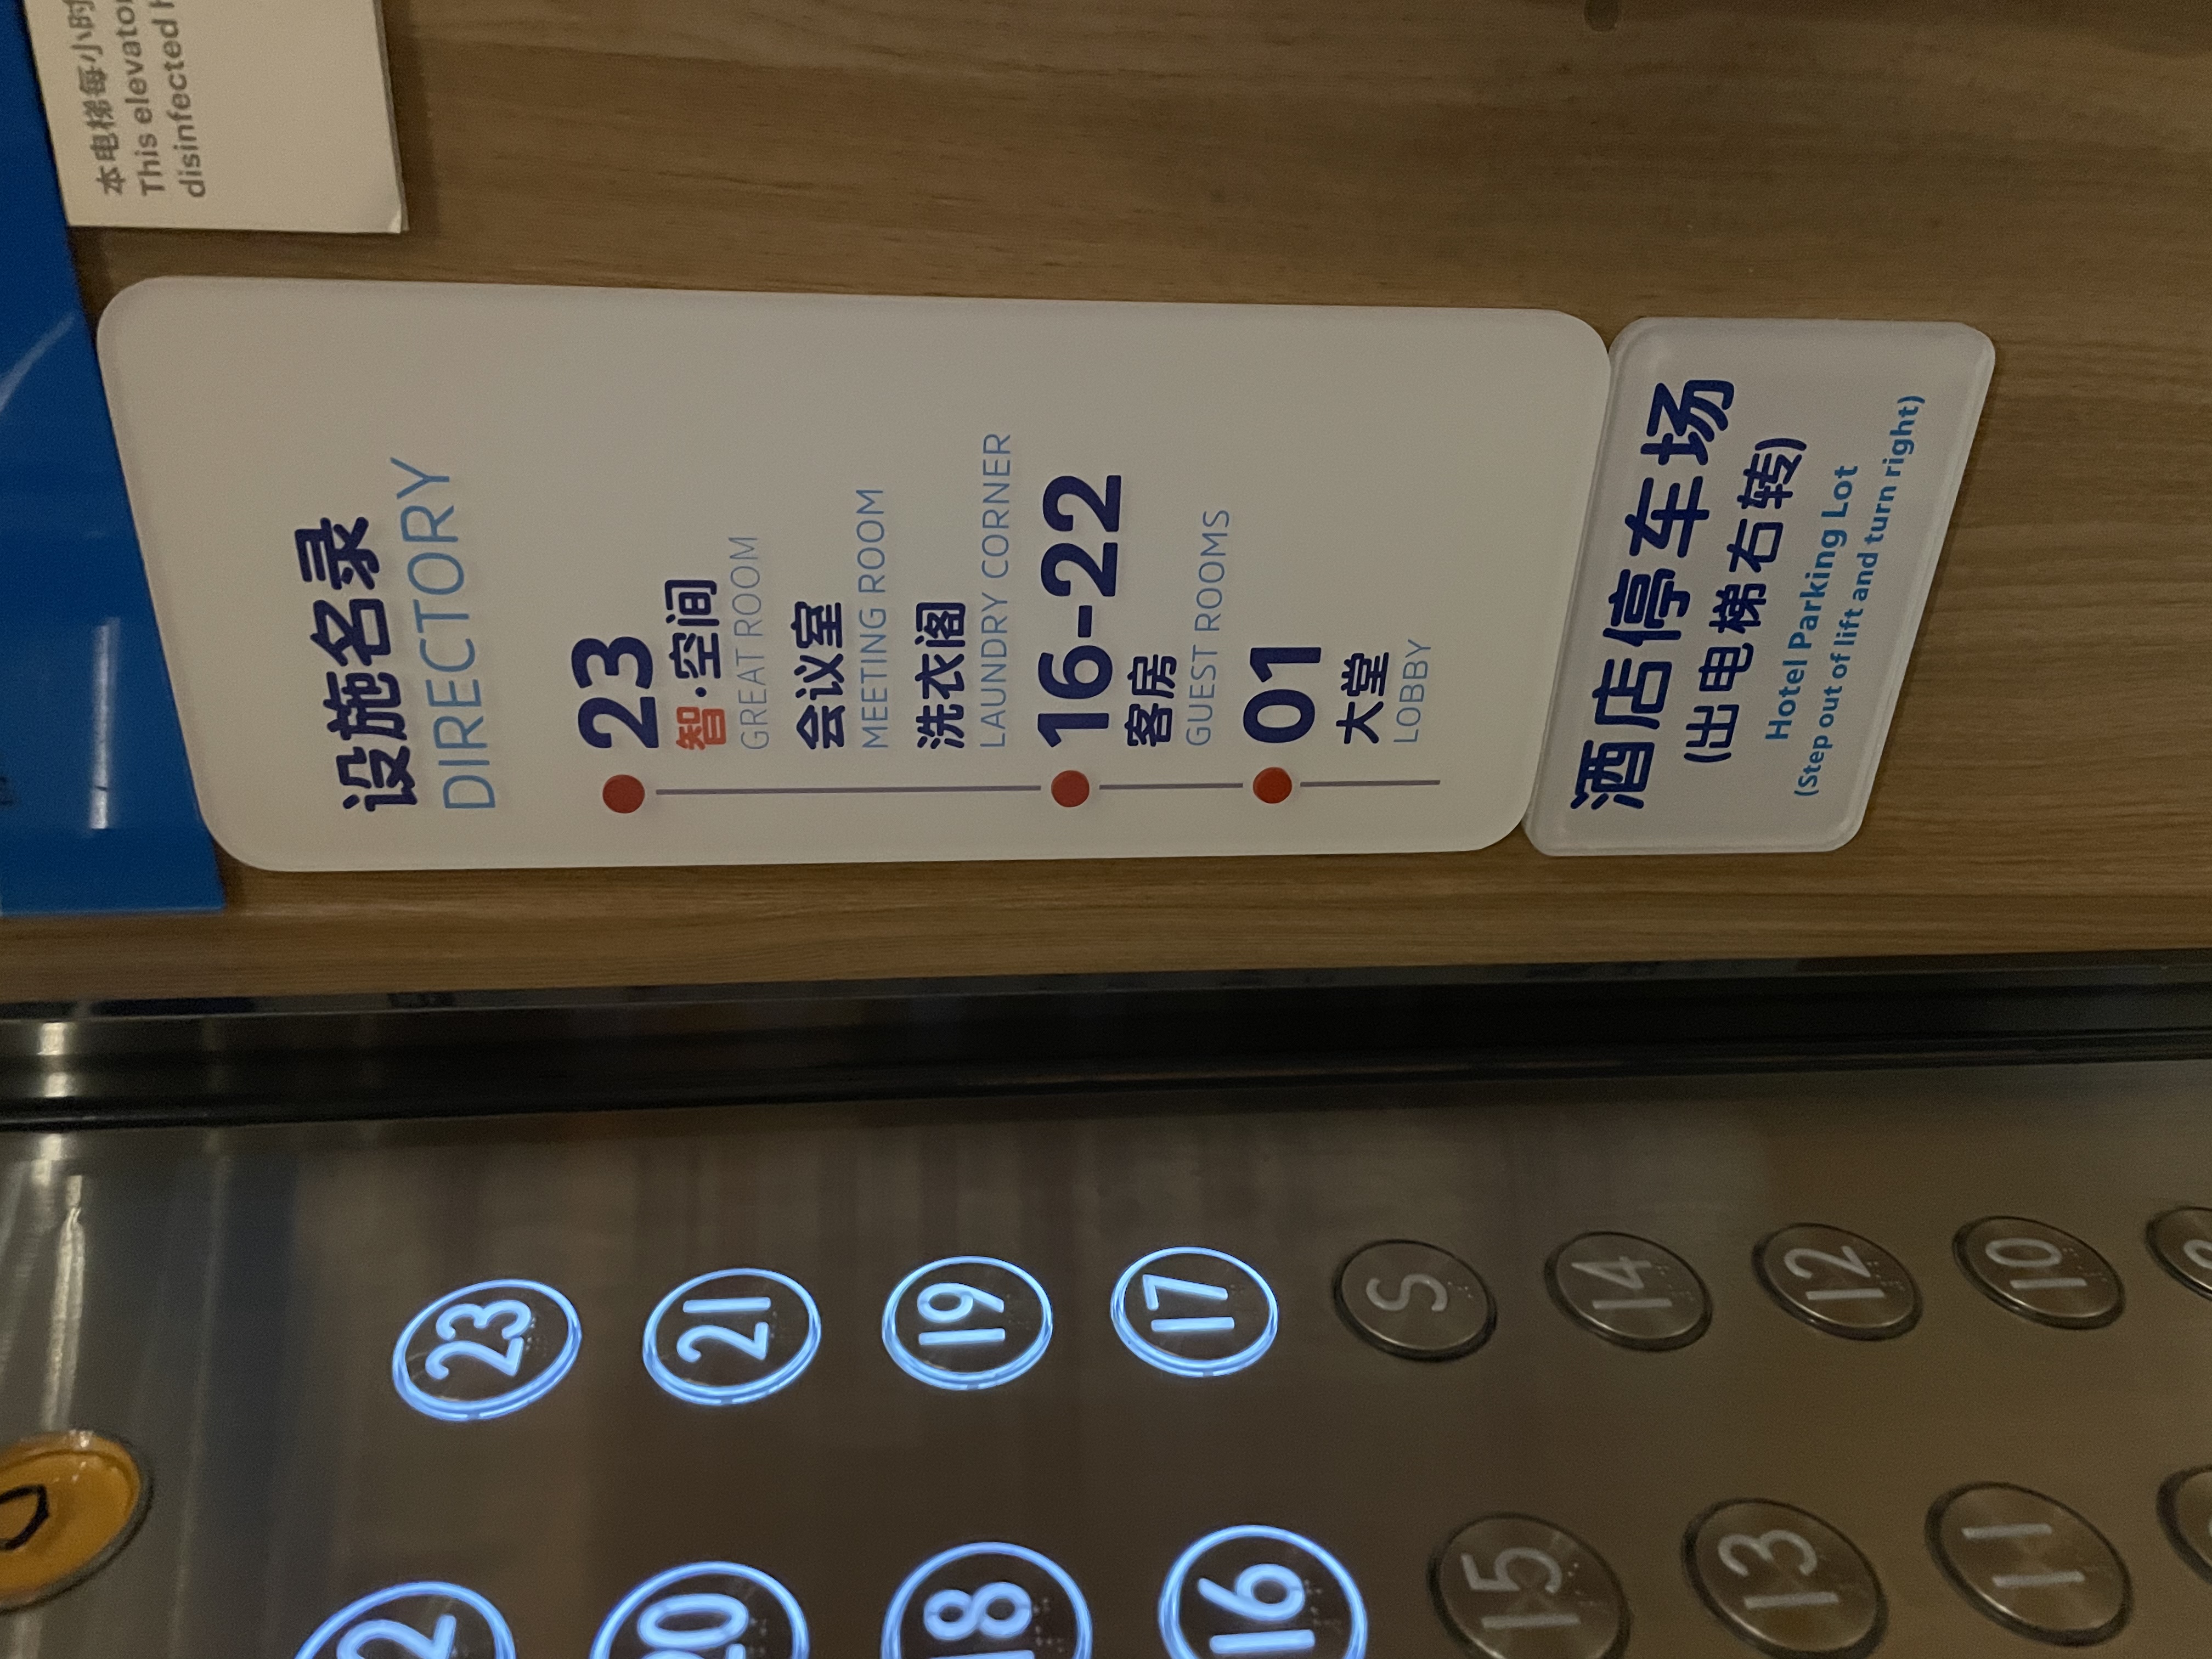 本电梯每小时
This elevator
disinfected
设施名录
DIRECTORY
23
智·空间
GREAT ROOM
会议室
MEETING ROOM
洗衣阁
LAUNDRY CORNER
16-22
客房
GUEST ROOMS
01
大堂
LOBBY
酒店停车场
(出电梯右转)
Hotel Parking Lot
(Step out of lift and turn right)
23
21
20
19
18
17
16
S
15
14
13
12
11
10